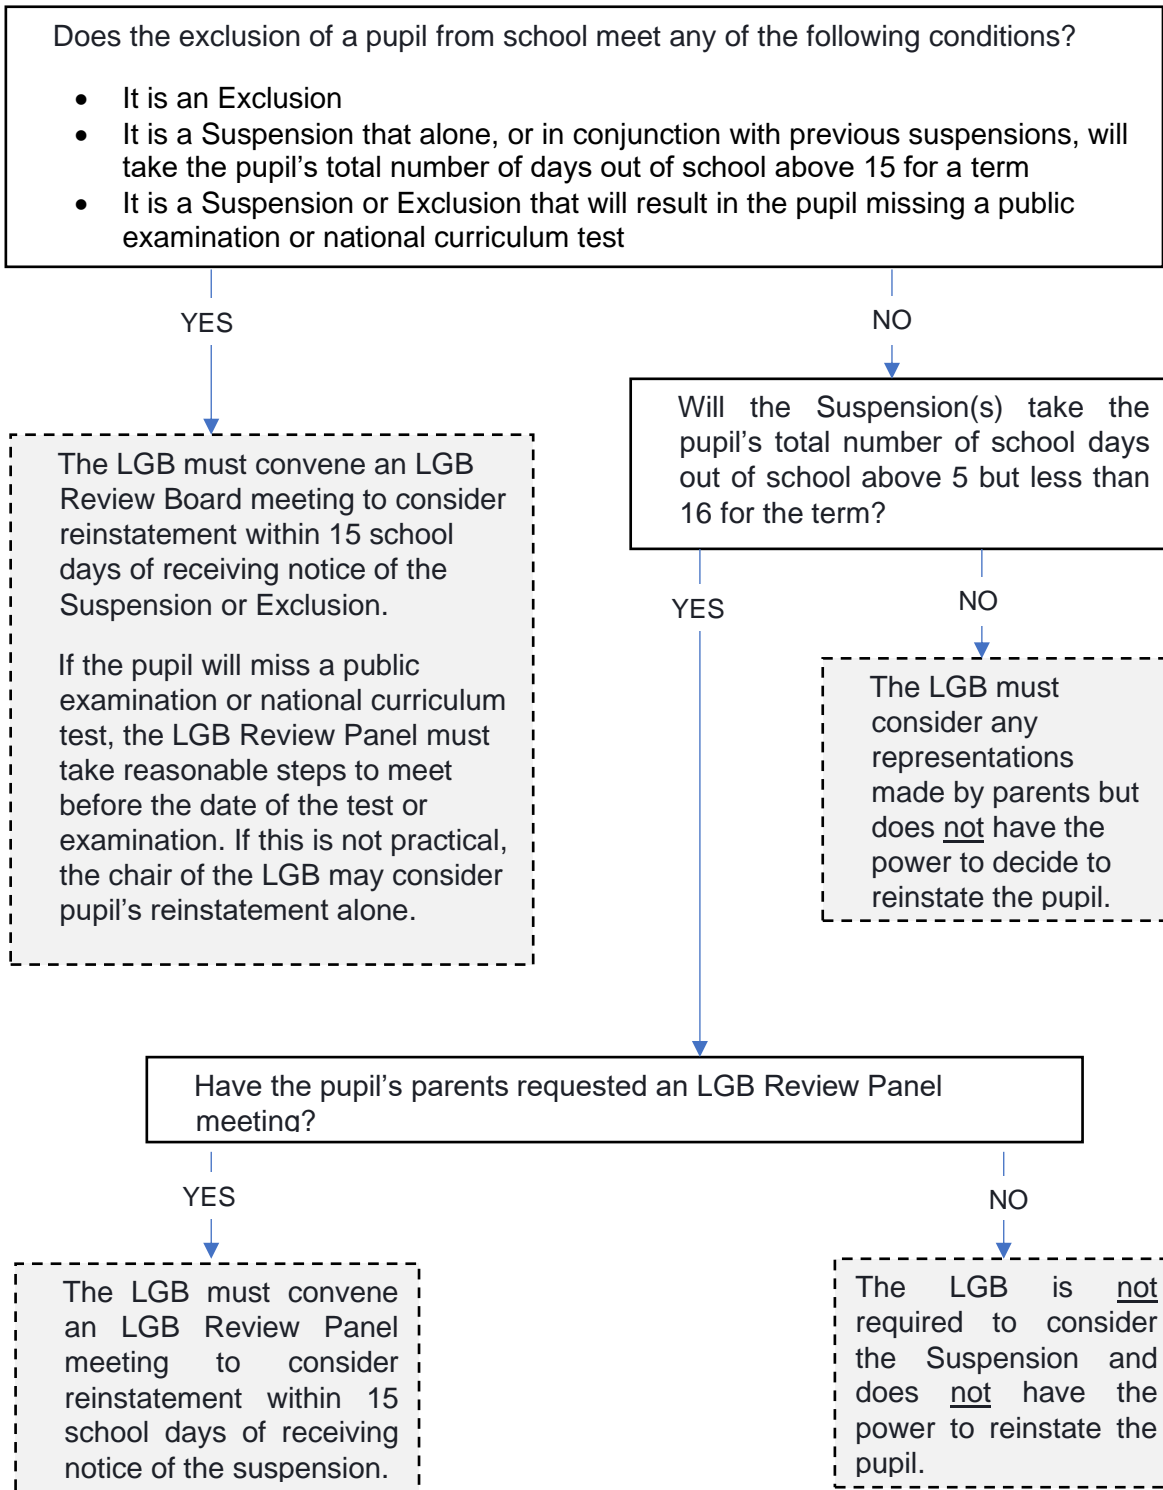 Does the exclusion of a pupil from school meet any of the following conditions?
• It is an Exclusion
• It is a Suspension that alone, or in conjunction with previous suspensions, will
take the pupil’s total number of days out of school above 15 for a term
• It is a Suspension or Exclusion that will result in the pupil missing a public
examination or national curriculum test
YES
NO
The LGB must convene an LGB
Review Board meeting to consider
reinstatement within 15 school
days of receiving notice of the
Suspension or Exclusion.
If the pupil will miss a public
examination or national curriculum
test, the LGB Review Panel must
take reasonable steps to meet
before the date of the test or
examination. If this is not practical,
the chair of the LGB may consider
pupil’s reinstatement alone.
Will the Suspension(s) take the
pupil’s total number of school days
out of school above 5 but less than
16 for the term?
YES
NO
The LGB must
consider any
representations
made by parents but
does not have the
power to decide to
reinstate the pupil.
Have the pupil’s parents requested an LGB Review Panel
meeting?
YES
NO
The LGB must convene
an LGB Review Panel
meeting to consider
reinstatement within 15
school days of receiving
notice of the suspension.
The LGB is not
required to consider
the Suspension and
does not have the
power to reinstate the
pupil.